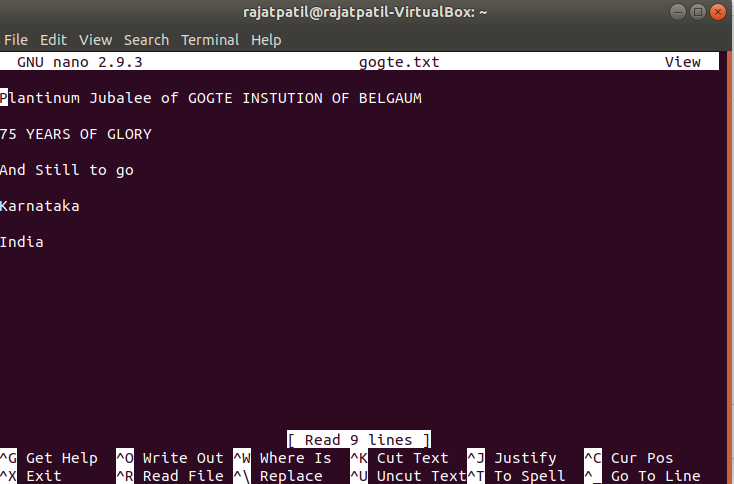 rajatpatil@rajatpatil-VirtualBox: ~
File Edit View Search Terminal Help
GNU nano 2.9.3 gogte.txt View
Plantinum Jubalee of GOGTE INSTUTION OF BELGAUM
75 YEARS OF GLORY
And Still to go
Karnataka
India
[ Read 9 lines ]
^G Get Help ^O Write Out ^W Where Is ^K Cut Text ^J Justify ^C Cur Pos
^X Exit ^R Read File ^\ Replace ^U Uncut Text ^T To Spell ^_ Go To Line